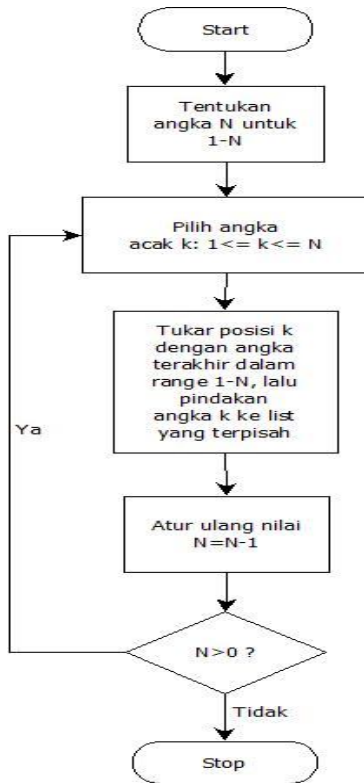 Start
Tentukan
angka N untuk
1-N
Pilih angka
acak k: 1<= k<= N
Tukar posisi k
dengan angka
terakhir dalam
range 1-N, lalu
pindakan
angka k ke list
yang terpisah
Ya
Atur ulang nilai
N=N-1
N>0 ?
Tidak
Stop